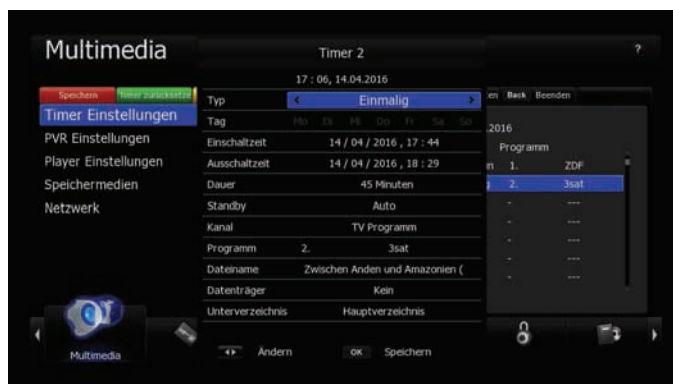 Multimedia
Timer 2
?
17 : 06, 14.04.2016
Speichern Timer zurücksetze
en Back Beenden
Timer Einstellungen
PVR Einstellungen
Player Einstellungen
Speichermedien
Netzwerk
Typ Einmalig
Tag Mo Di Mi Do Fr Sa So
Einschaltzeit 14 / 04 / 2016 , 17 : 44
Ausschaltzeit 14 / 04 / 2016 , 18 : 29
Dauer 45 Minuten
Standby Auto
Kanal TV Programm
Programm 2. 3sat
Dateiname Zwischen Anden und Amazonien (
Datenträger Kein
Unterverzeichnis Hauptverzeichnis
Ändern OK Speichern
.2016
Programm
n 1. ZDF
g 2. 3sat
- ---
- ---
- ---
- ---
Multimedia